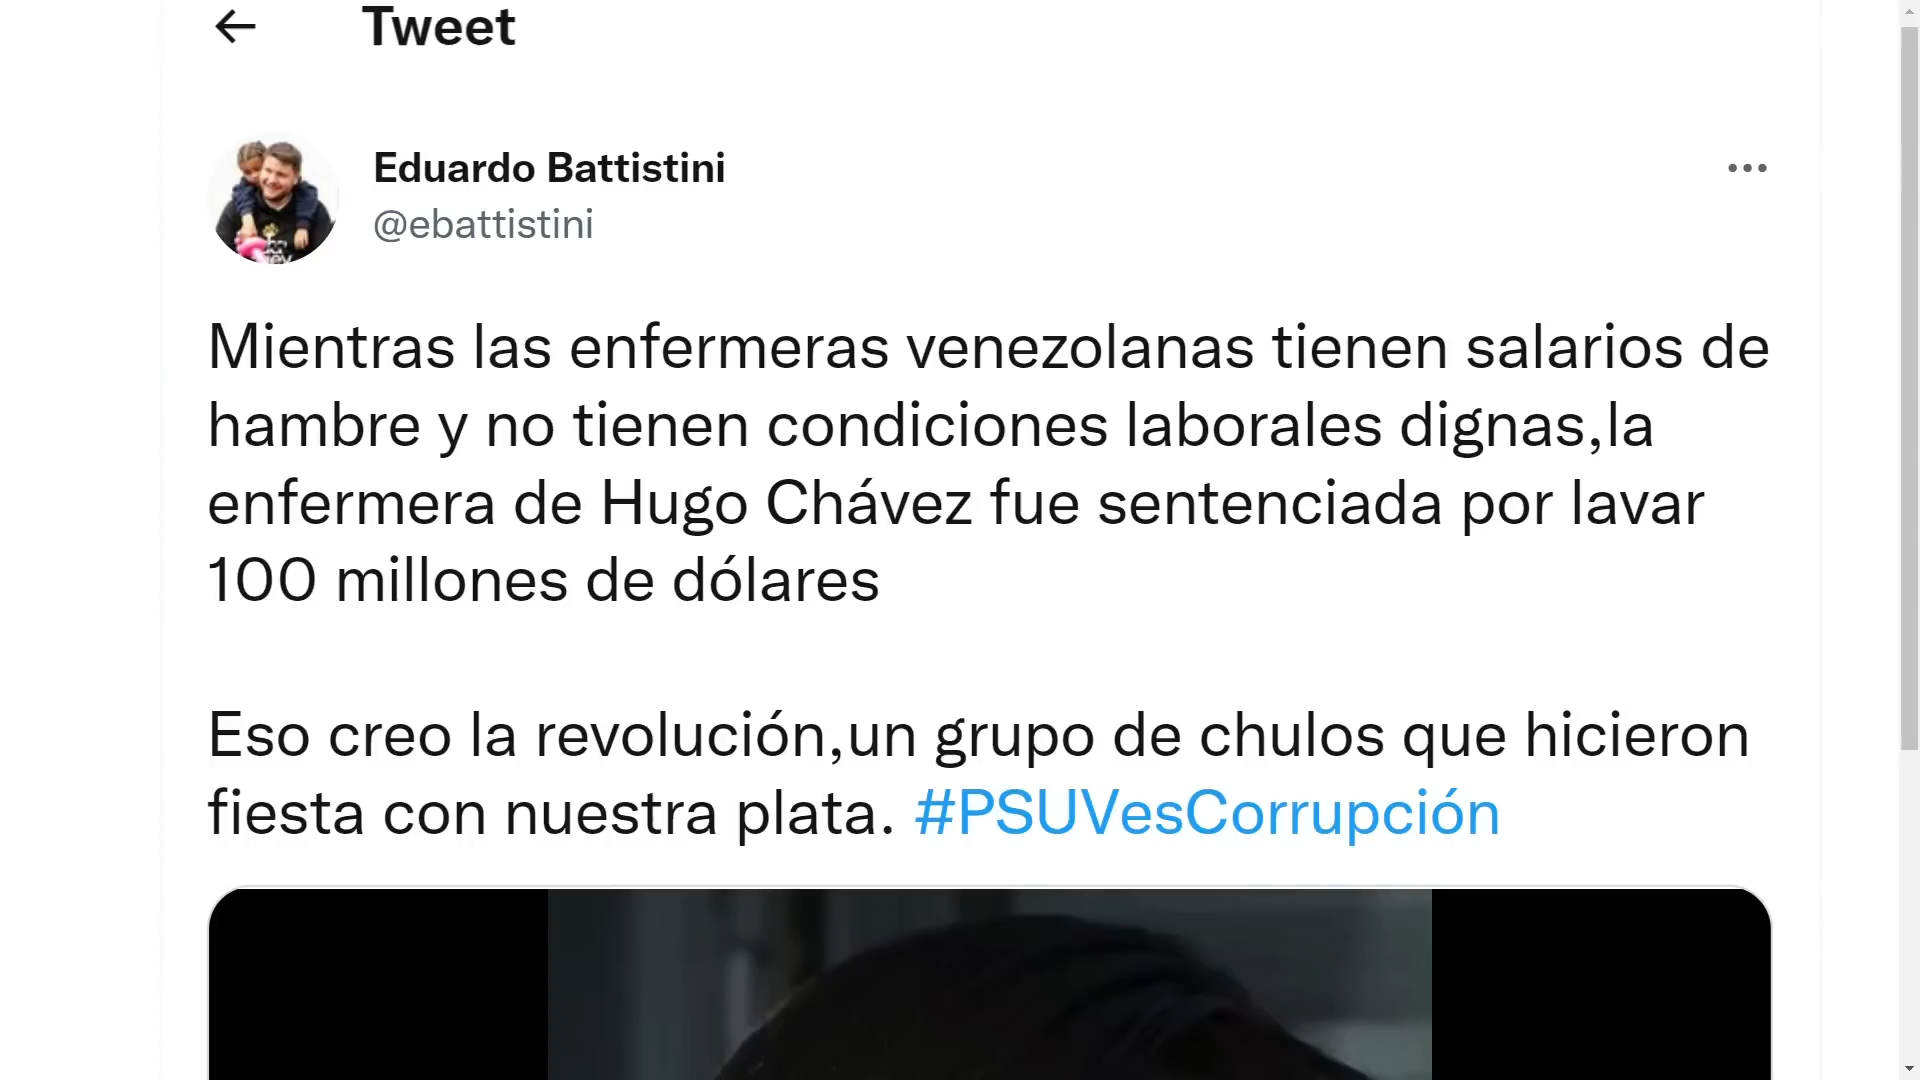 Tweet
Eduardo Battistini
@ebattistini
Mientras las enfermeras venezolanas tienen salarios de
hambre y no tienen condiciones laborales dignas,la
enfermera de Hugo Chávez fue sentenciada por lavar
100 millones de dólares
Eso creo la revolución,un grupo de chulos que hicieron
fiesta con nuestra plata. #PSUVesCorrupción